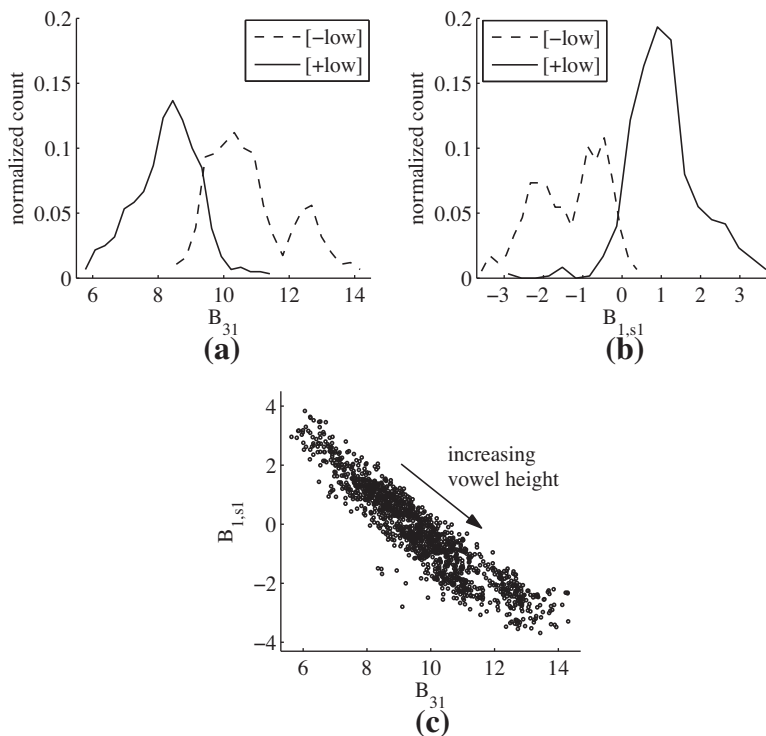 0.2
0.15
0.1
0.05
0
normalized count
[−low]
[+low]
6 8 10 12 14
B31
(a)
0.2
0.15
0.1
0.05
0
normalized count
[−low]
[+low]
−3 −2 −1 0 1 2 3
B1,s1
(b)
4
2
0
−2
−4
B1,s1
increasing
vowel height
6 8 10 12 14
B31
(c)